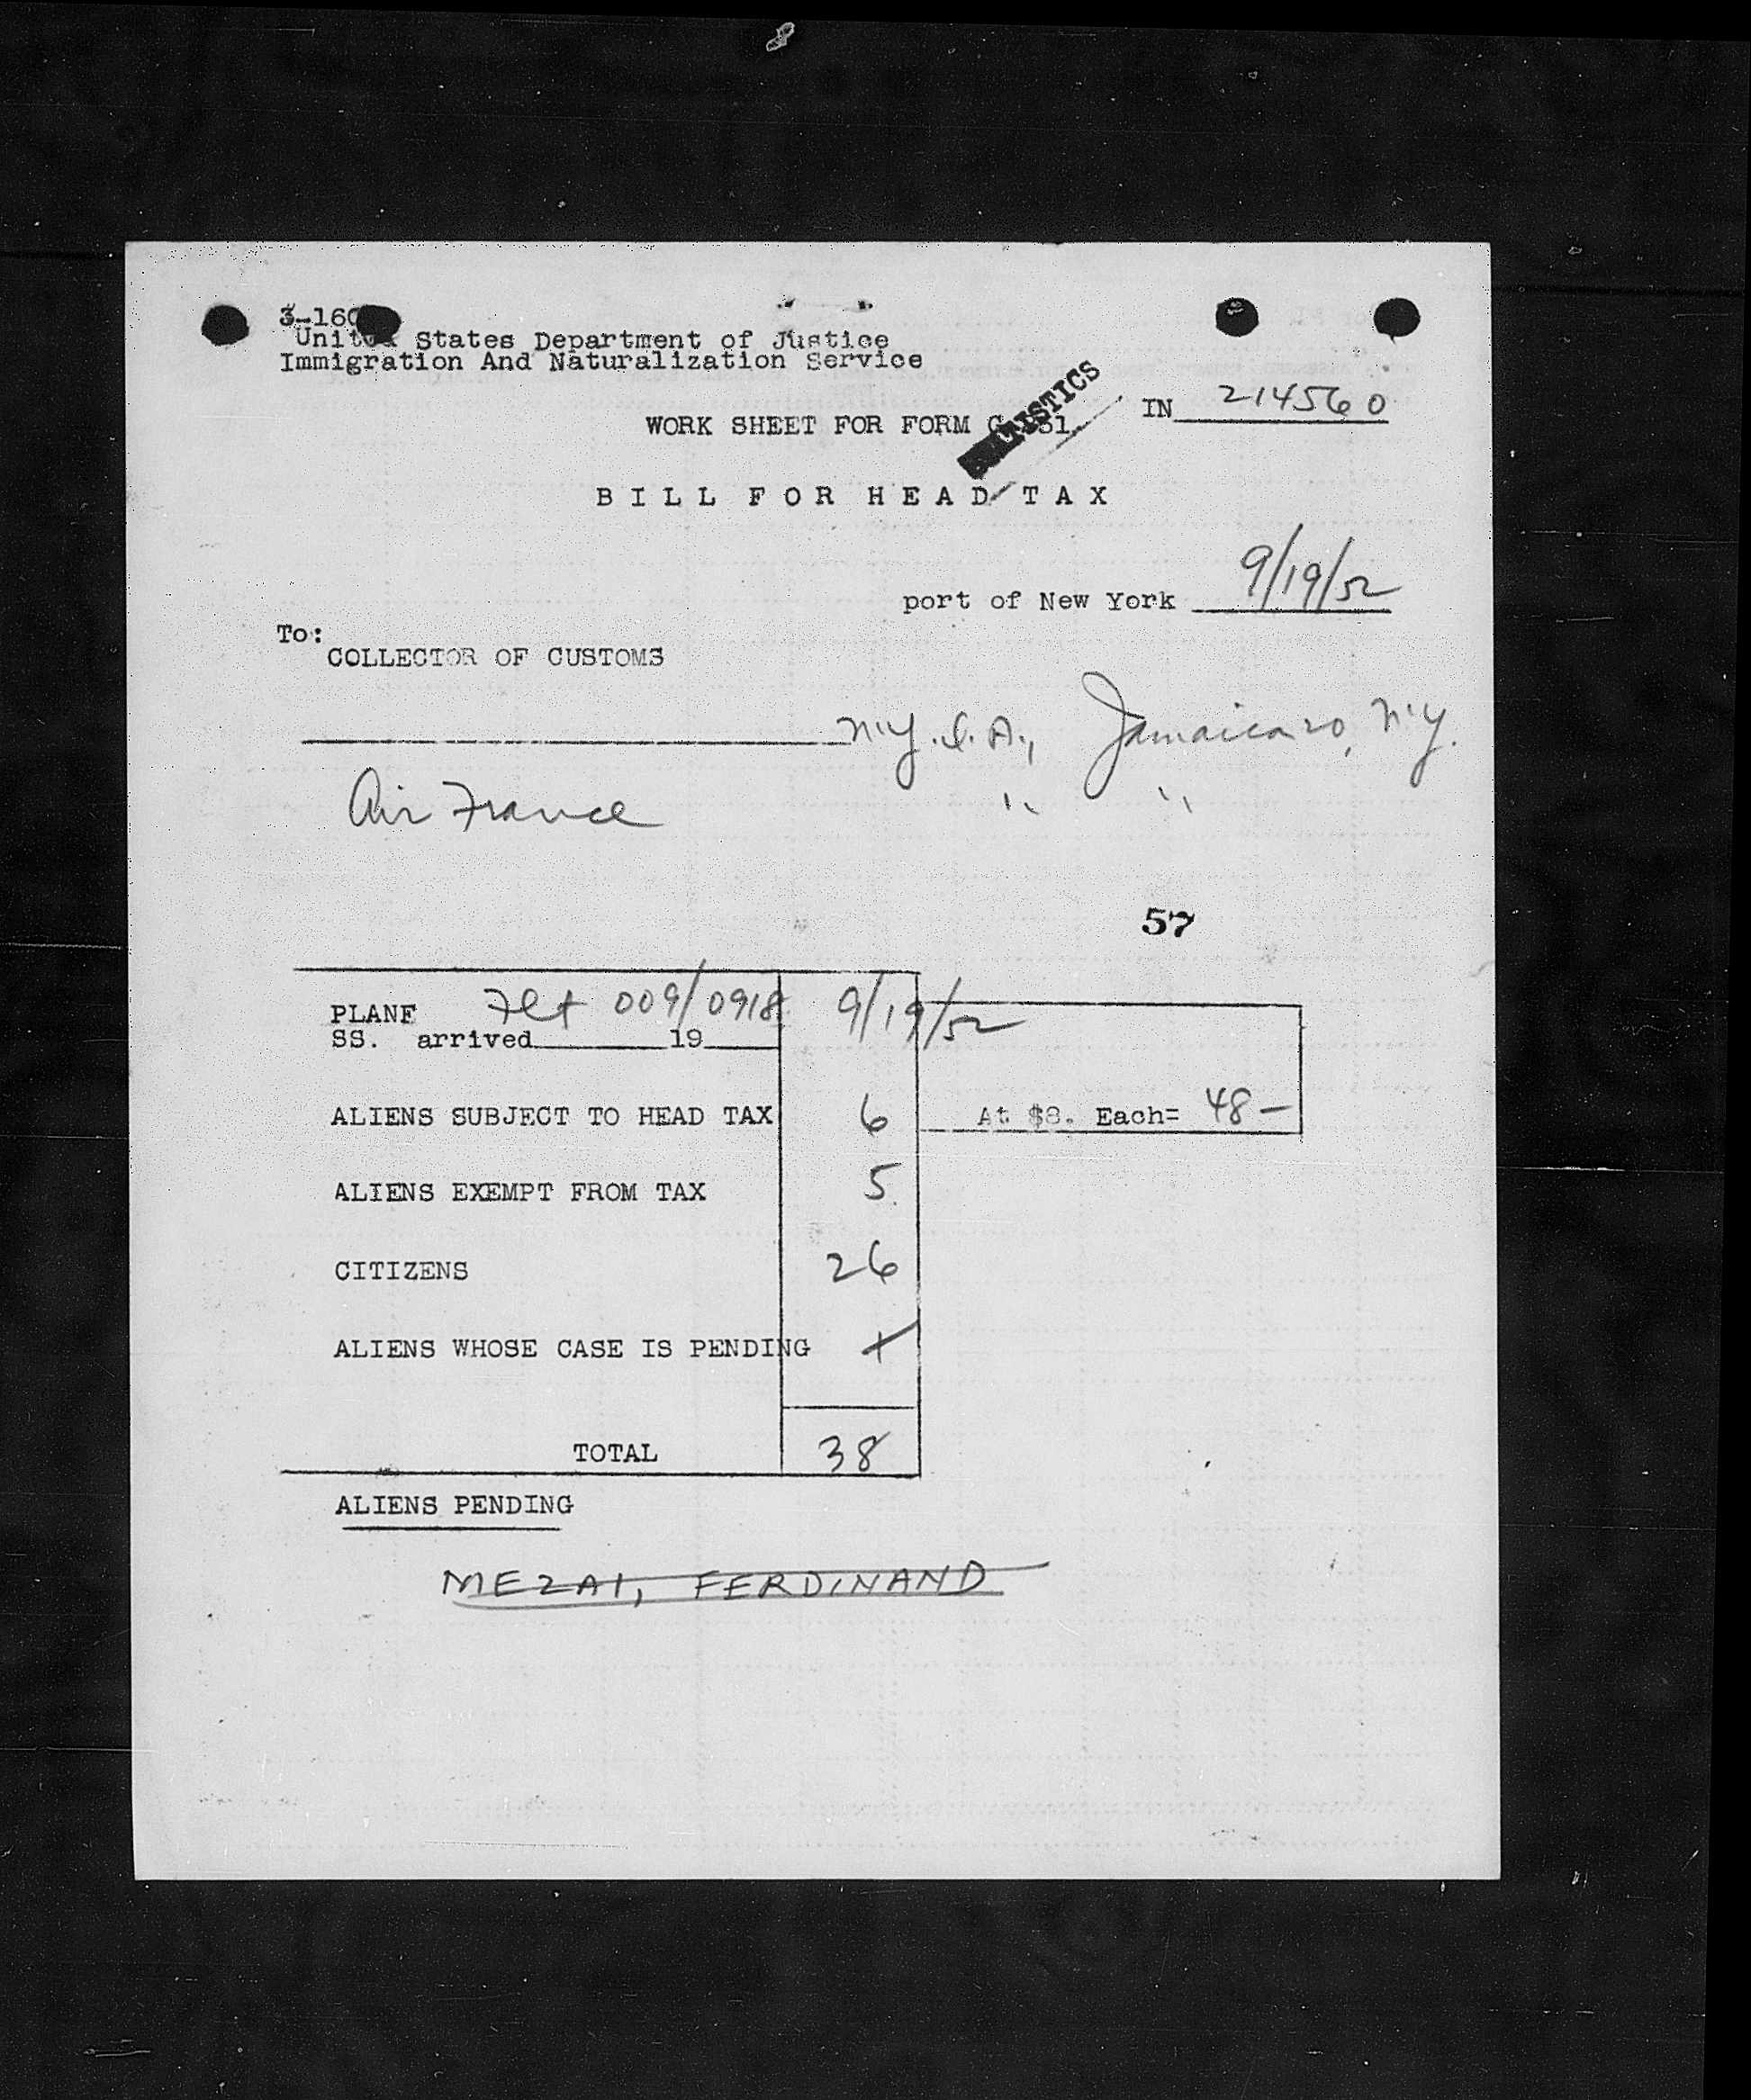 3-160
United States Department of Justice
Immigration And Naturalization Service
STATISTICS
WORK SHEET FOR FORM IN 214560
BILL FOR HEAD TAX
port of New York 9/19/52
To:
COLLECTOR OF CUSTOMS
N.Y.I.A., Jamaica 20, N.Y.
Air France " "
57
PLANE Flt 009/0918 9/19/52
SS. arrived 19
ALIENS SUBJECT TO HEAD TAX 6 At $8. Each= 48-
ALIENS EXEMPT FROM TAX 5
CITIZENS 26
ALIENS WHOSE CASE IS PENDING
TOTAL 38
ALIENS PENDING
MEZAI, FERDINAND